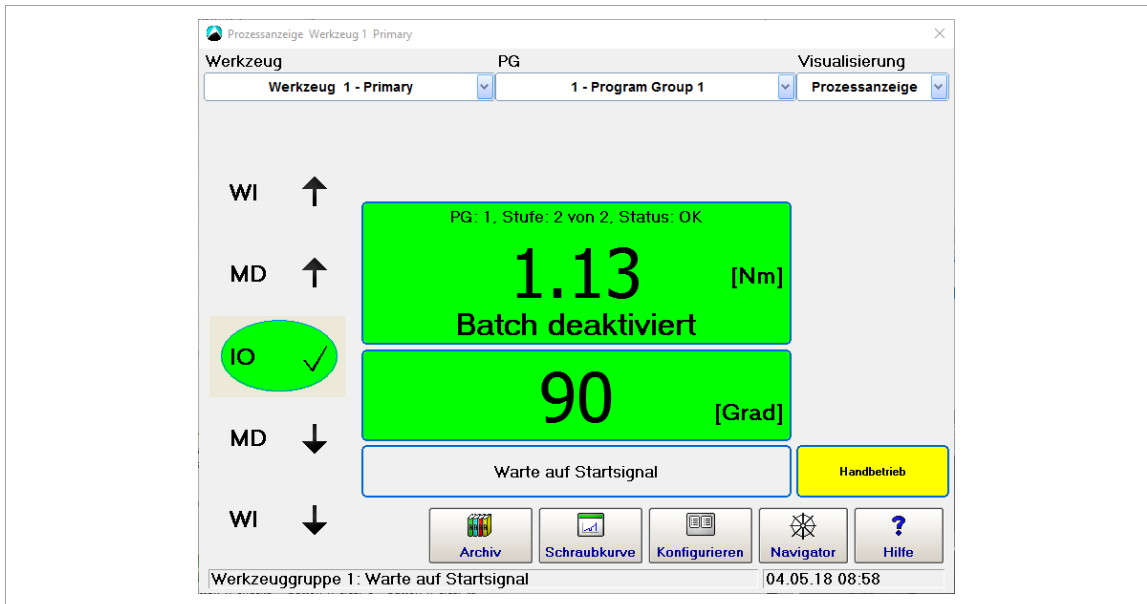 Prozessanzeige Werkzeug 1 Primary
Werkzeug PG Visualisierung
Werkzeug 1 - Primary 1 - Program Group 1 Prozessanzeige
WI
PG: 1, Stufe: 2 von 2, Status: OK
MD 1.13 [Nm]
Batch deaktiviert
IO
90 [Grad]
MD
Warte auf Startsignal Handbetrieb
WI
Archiv Schraubkurve Konfigurieren Navigator Hilfe
Werkzeuggruppe 1: Warte auf Startsignal 04.05.18 08:58